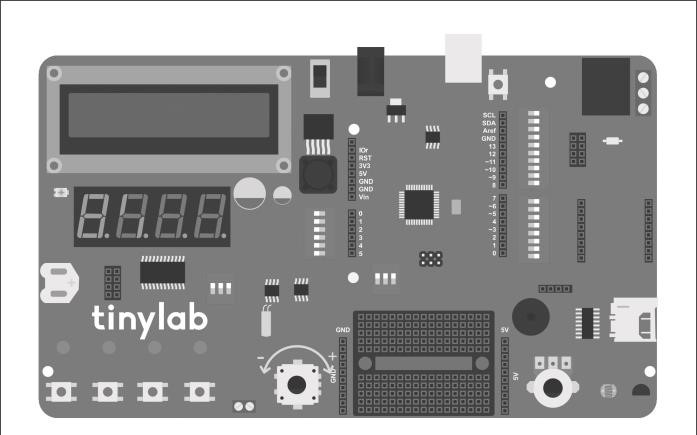 SCL
SDA
Aref
GND
13
12
~11
~10
~9
8
IOr
RST
3V3
5V
GND
GND
Vin
7
~6
~5
4
~3
2
1
0
0
1
2
3
4
5
tinylab
GND
5V
- +
GND
5V